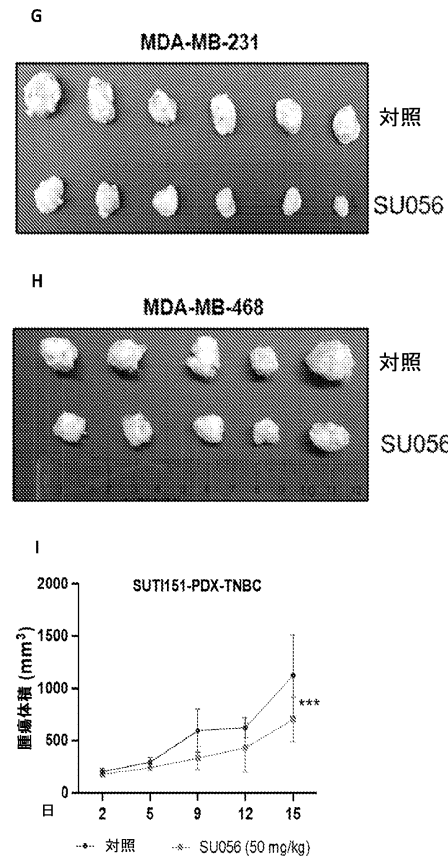 G
MDA-MB-231
対照
SU056
H
MDA-MB-468
対照
SU056
I
SUTI151-PDX-TNBC
腫瘍体積 (mm³)
2000
1500
1000
500
0
***
日 2 5 9 12 15
対照 SU056 (50 mg/kg)